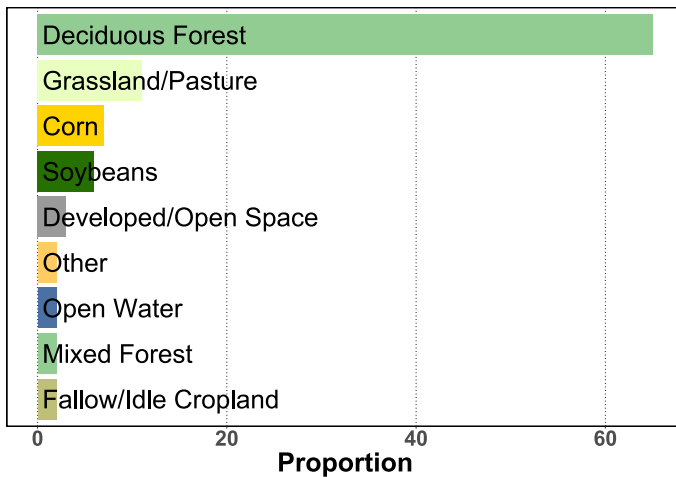 Deciduous Forest
Grassland/Pasture
Corn
Soybeans
Developed/Open Space
Other
Open Water
Mixed Forest
Fallow/Idle Cropland
0 20 40 60
Proportion